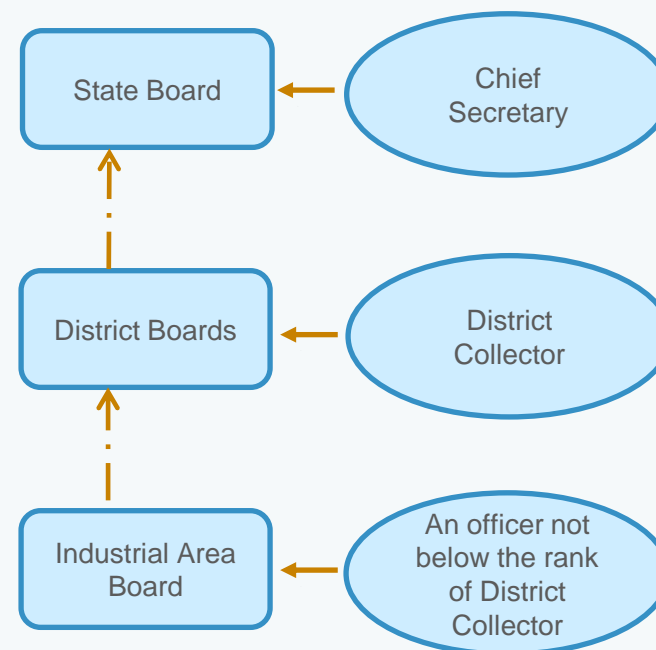 State Board
Chief
Secretary
District Boards
District
Collector
Industrial Area
Board
An officer not
below the rank
of District
Collector